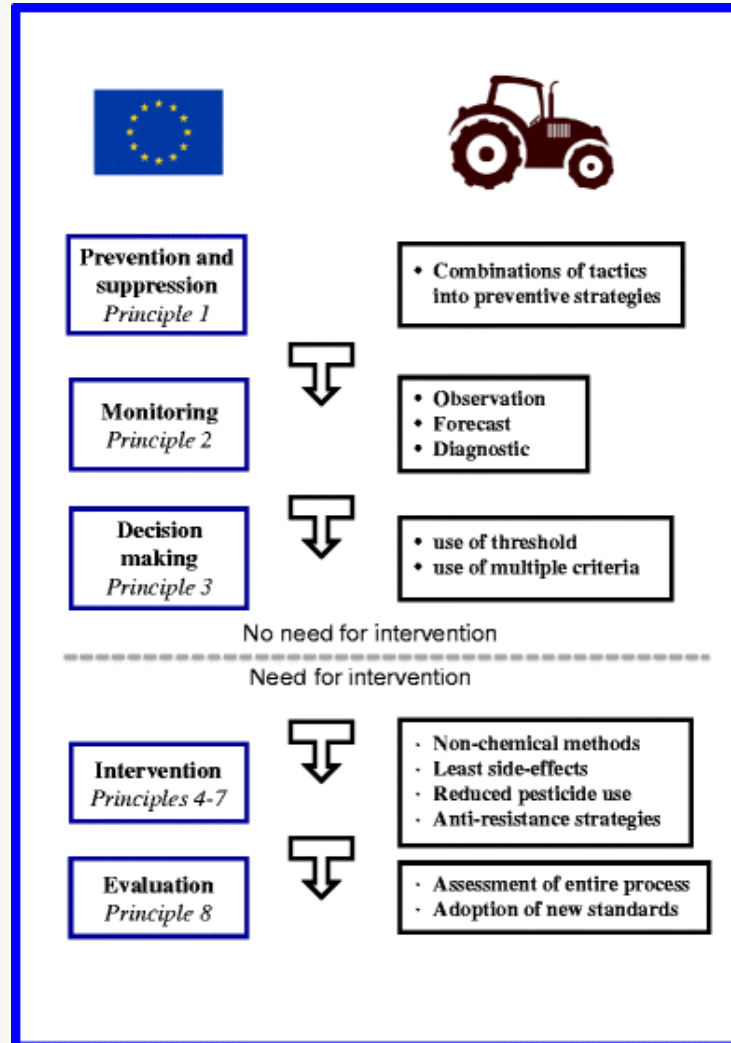 Prevention and
suppression
Principle 1
• Combinations of tactics
into preventive strategies
Monitoring
Principle 2
• Observation
• Forecast
• Diagnostic
Decision
making
Principle 3
• use of threshold
• use of multiple criteria
No need for intervention
Need for intervention
Intervention
Principles 4-7
· Non-chemical methods
· Least side-effects
· Reduced pesticide use
· Anti-resistance strategies
Evaluation
Principle 8
· Assessment of entire process
· Adoption of new standards